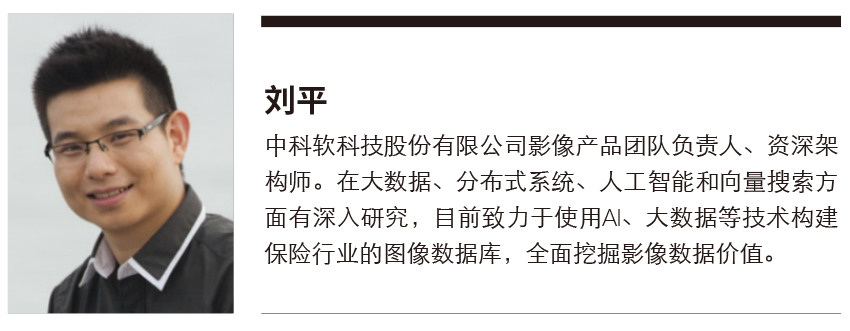 刘平
中科软科技股份有限公司影像产品团队负责人、资深架
构师。在大数据、分布式系统、人工智能和向量搜索方
面有深入研究，目前致力于使用AI、大数据等技术构建
保险行业的图像数据库，全面挖掘影像数据价值。